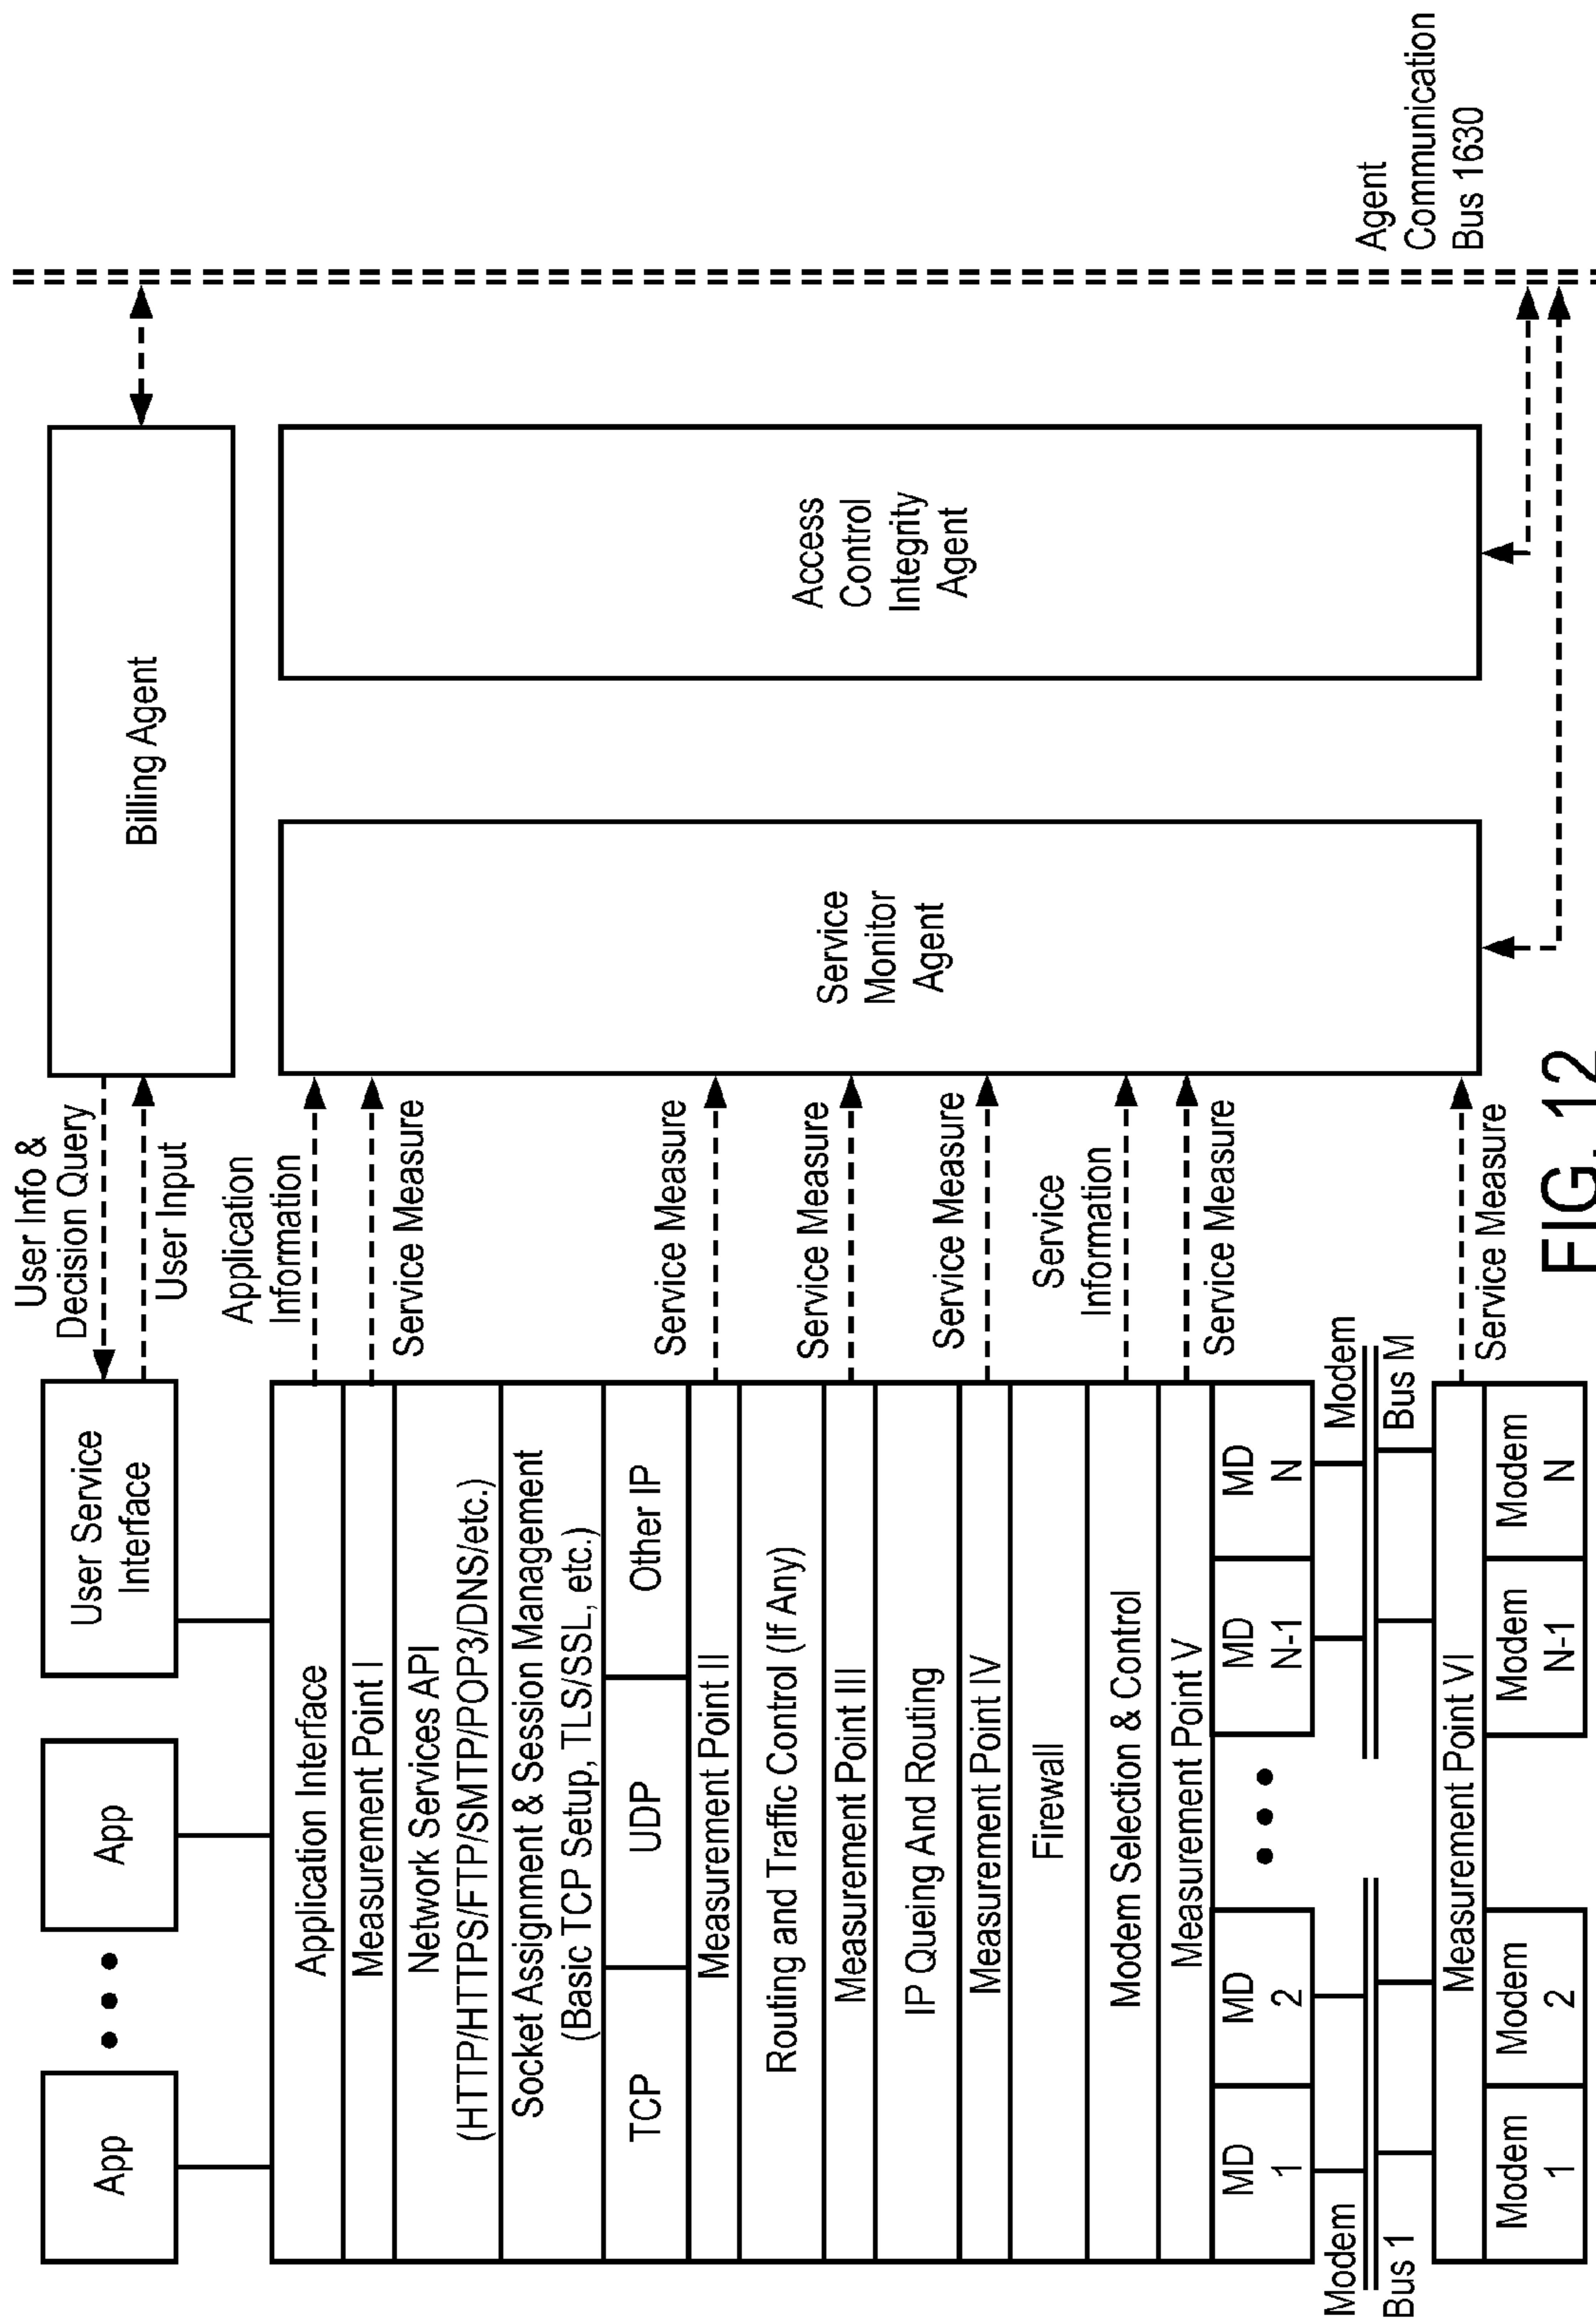 User Info &
Decision Query
User Input
Billing Agent
App
App
User Service
Interface
Application
Information
Service Measure
Service Measure
Service Measure
Service Measure
Service
Information
Service Measure
Service Measure
Application Interface
Measurement Point I
Network Services API
(HTTP/HTTPS/FTP/SMTP/POP3/DNS/etc.)
Socket Assignment & Session Management
(Basic TCP Setup, TLS/SSL, etc.)
TCP
UDP
Other IP
Measurement Point II
Routing and Traffic Control (If Any)
Measurement Point III
IP Queing And Routing
Measurement Point IV
Firewall
Modem Selection & Control
Measurement Point V
MD
1
MD
2
MD
N-1
MD
N
Modem
Bus 1
Modem
Bus M
Measurement Point VI
Modem
1
Modem
2
Modem
N-1
Modem
N
Service
Monitor
Agent
Access
Control
Integrity
Agent
Agent
Communication
Bus 1630
FIG. 12